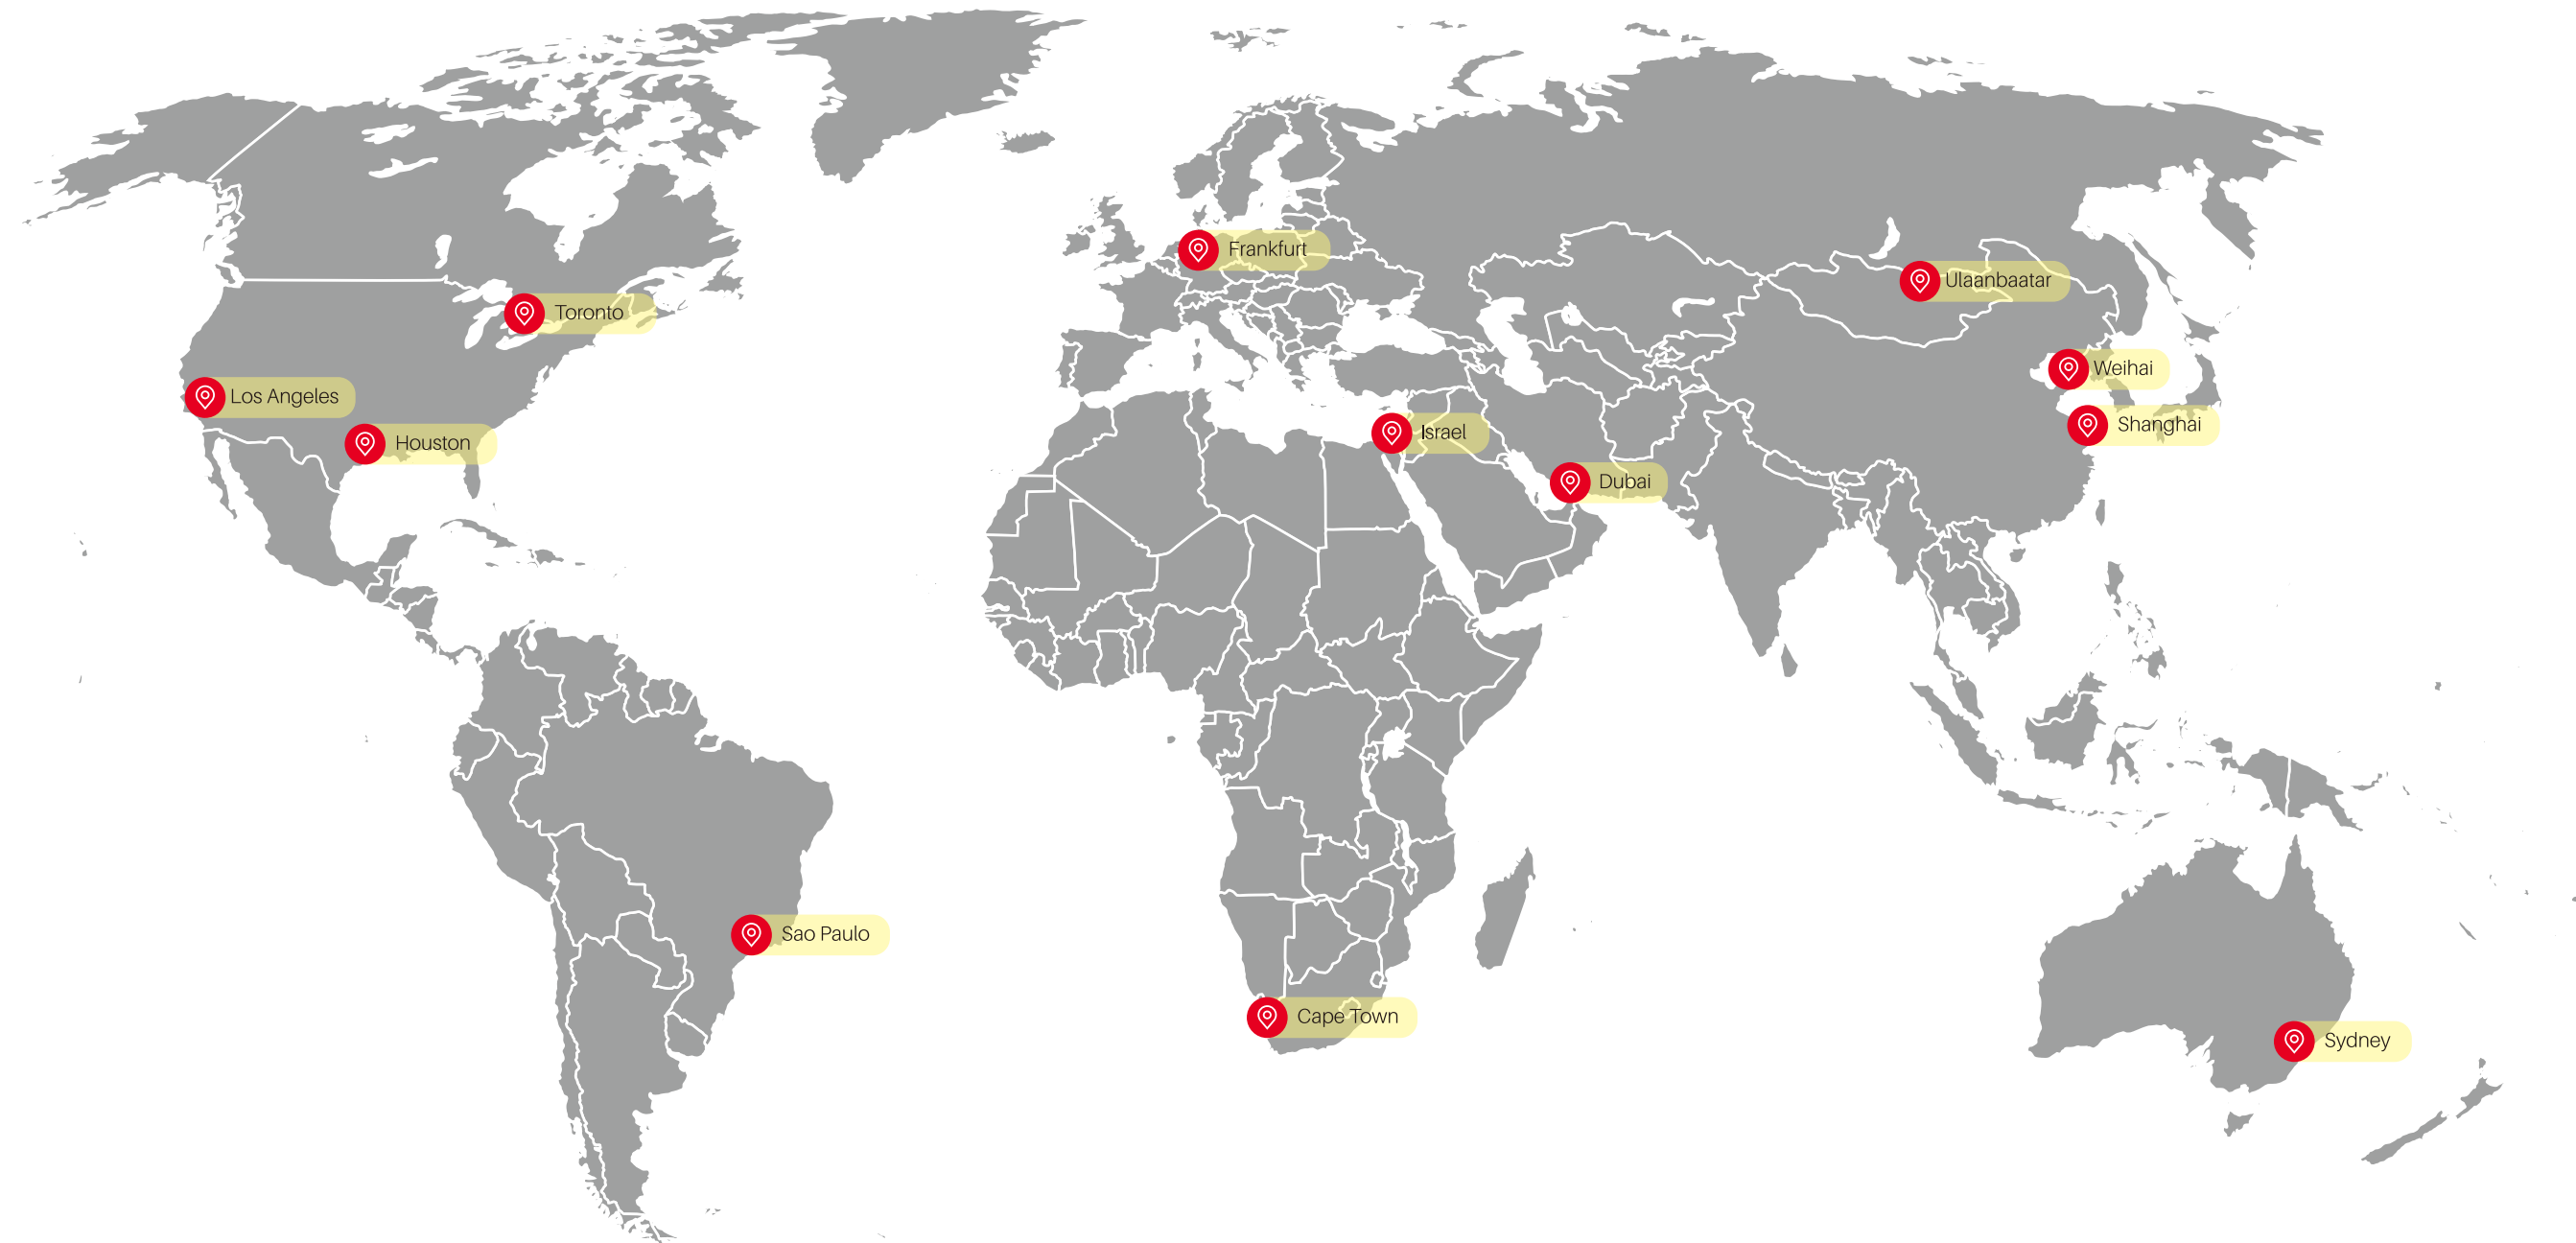 Frankfurt
Ulaanbaatar
Toronto
Weihai
Los Angeles
Shanghai
Israel
Houston
Dubai
Sao Paulo
Cape Town
Sydney